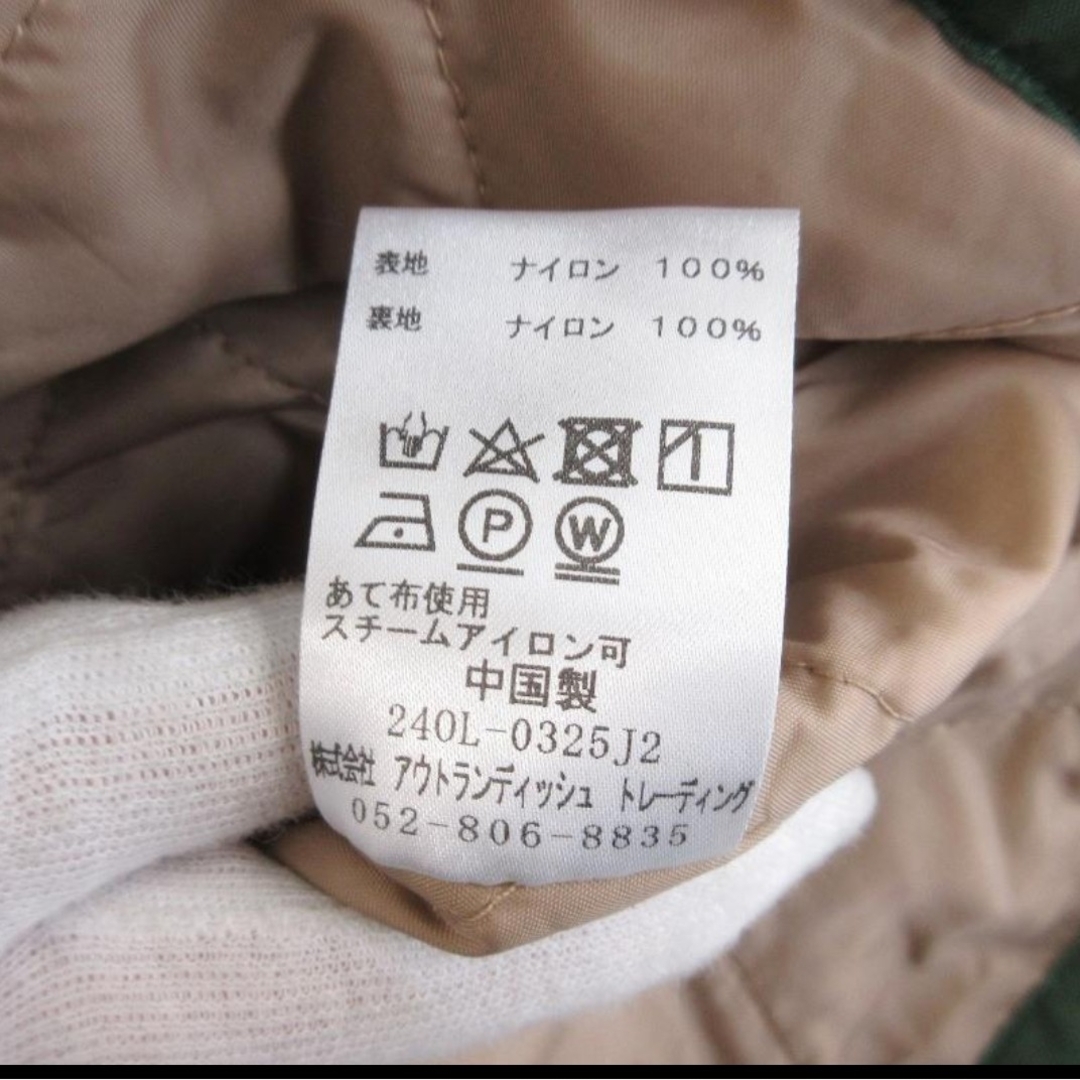 表地 ナイロン 100%
裏地 ナイロン 100%
P W
あて布使用
スチームアイロン可
中国製
240L-0325J2
株式会社 アウトランディッシュ トレーディング
052-806-8835